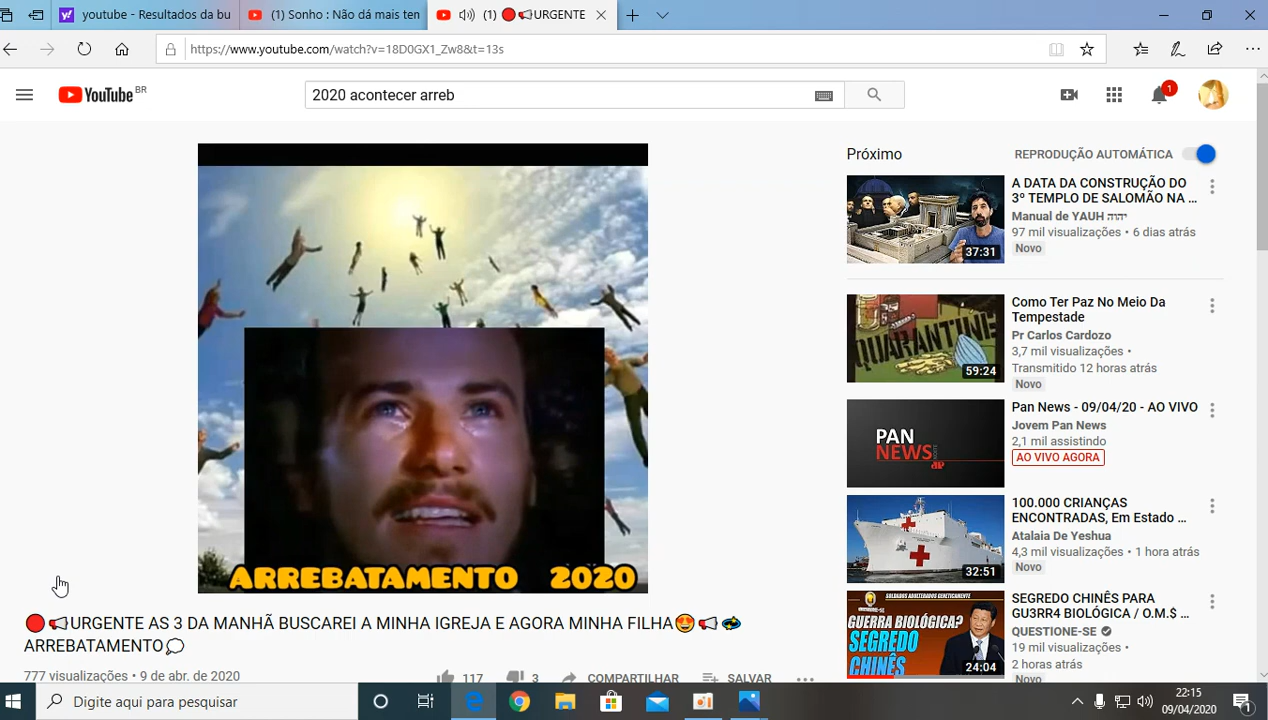 youtube - Resultados da bu
(1) Sonho : Não dá mais ten
(1) 🔴📢URGENTE
https://www.youtube.com/watch?v=18D0GX1_Zw8&t=13s
YouTube BR
2020 acontecer arreb
1
ARREBATAMENTO 2020
🔴📢URGENTE AS 3 DA MANHÃ BUSCAREI A MINHA IGREJA E AGORA MINHA FILHA😍📢💫
ARREBATAMENTO💭
777 visualizações • 9 de abr. de 2020
117
3
COMPARTILHAR
SALVAR
Próximo
REPRODUÇÃO AUTOMÁTICA
A DATA DA CONSTRUÇÃO DO
3º TEMPLO DE SALOMÃO NA ...
Manual de YAUH יהוה
97 mil visualizações • 6 dias atrás
Novo
37:31
Como Ter Paz No Meio Da
Tempestade
Pr Carlos Cardozo
3,7 mil visualizações •
Transmitido 12 horas atrás
Novo
QUARANTINE
59:24
Pan News - 09/04/20 - AO VIVO
Jovem Pan News
2,1 mil assistindo
AO VIVO AGORA
PAN
NEWS
100.000 CRIANÇAS
ENCONTRADAS, Em Estado ...
Atalaia De Yeshua
4,3 mil visualizações • 1 hora atrás
Novo
32:51
SEGREDO CHINÊS PARA
GU3RR4 BIOLÓGICA / O.M.$ ...
QUESTIONE-SE
19 mil visualizações •
2 horas atrás
Novo
SOLDADOS ADULTERADOS GENETICAMENTE
GUERRA BIOLÓGICA?
SEGREDO
CHINÊS
24:04
Digite aqui para pesquisar
22:15
09/04/2020
1